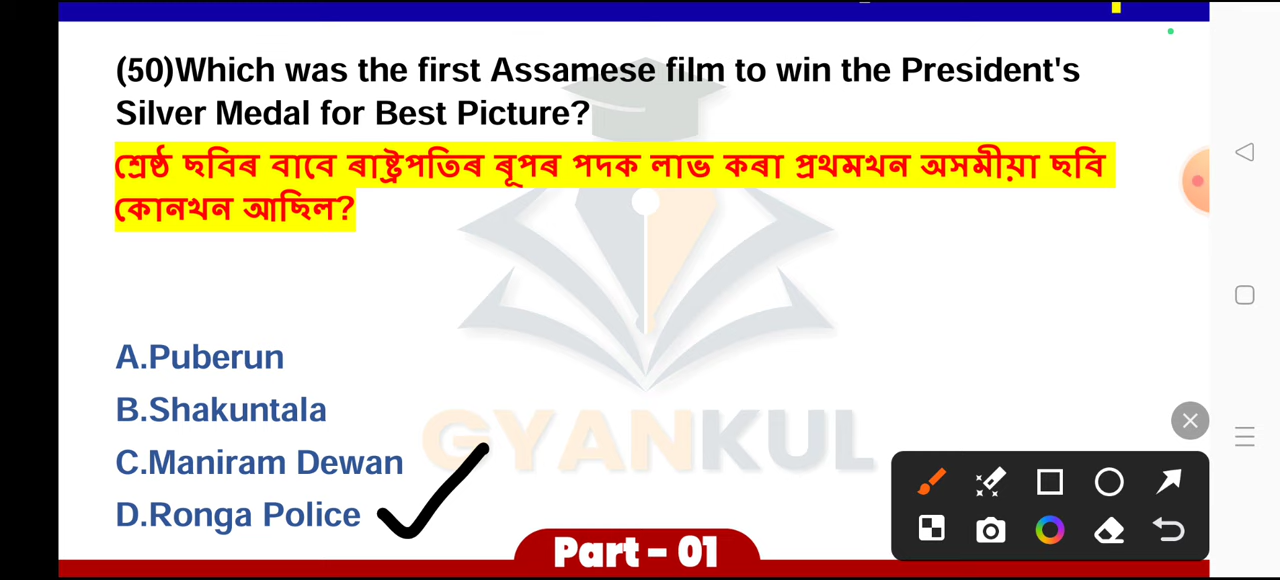 (50)Which was the first Assamese film to win the President's
Silver Medal for Best Picture?
শ্ৰেষ্ঠ ছবিৰ বাবে ৰাষ্ট্ৰপতিৰ ৰূপৰ পদক লাভ কৰা প্ৰথমখন অসমীয়া ছবি
কোনখন আছিল?
A.Puberun
B.Shakuntala
GYANKUL
C.Maniram Dewan
D.Ronga Police
Part – 01